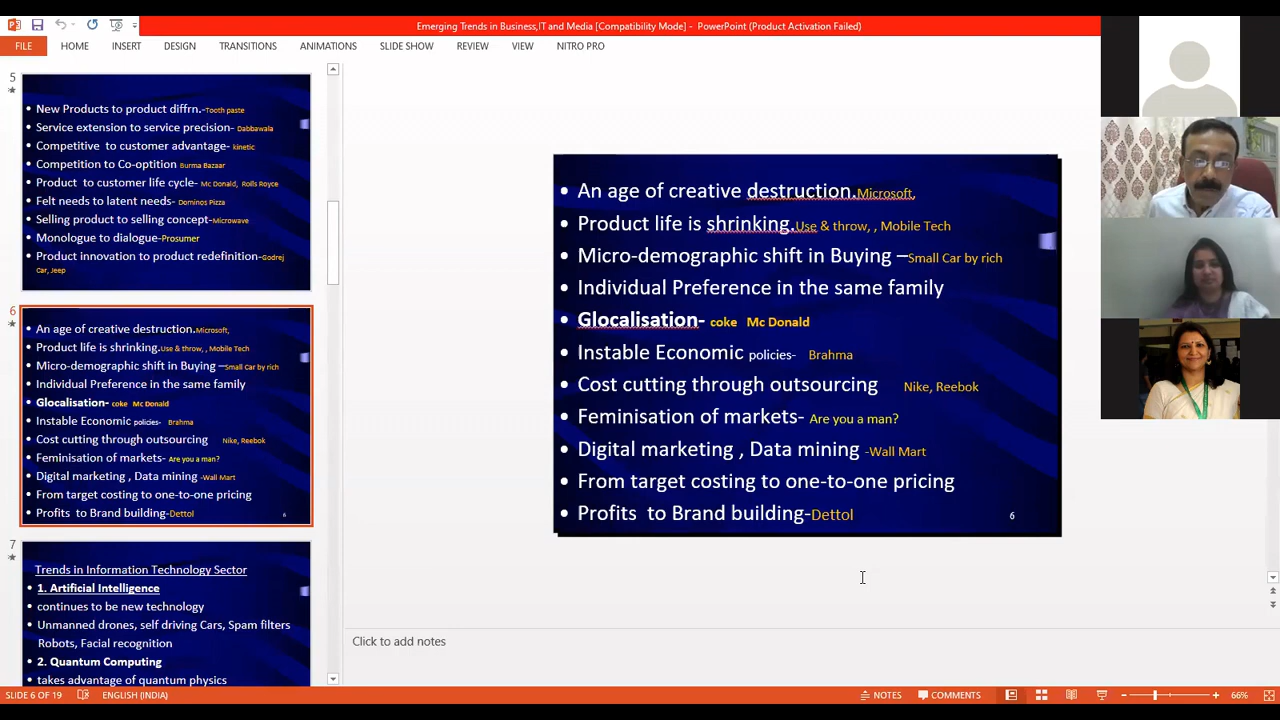 Emerging Trends in Business,IT and Media [Compatibility Mode] - PowerPoint (Product Activation Failed)
FILE HOME INSERT DESIGN TRANSITIONS ANIMATIONS SLIDE SHOW REVIEW VIEW NITRO PRO
5
• New Products to product diffrn.-Tooth paste
• Service extension to service precision- Dabbawala
• Competitive to customer advantage- kinetic
• Competition to Co-optition Burma Bazaar
• Product to customer life cycle- Mc Donald, Rolls Royce
• Felt needs to latent needs- Dominos Pizza
• Selling product to selling concept-Microwave
• Monologue to dialogue-Prosumer
• Product innovation to product redefinition-Godrej
Car, Jeep
6
• An age of creative destruction.Microsoft,
• Product life is shrinking.Use & throw, , Mobile Tech
• Micro-demographic shift in Buying –Small Car by rich
• Individual Preference in the same family
• Glocalisation- coke Mc Donald
• Instable Economic policies- Brahma
• Cost cutting through outsourcing Nike, Reebok
• Feminisation of markets- Are you a man?
• Digital marketing , Data mining -Wall Mart
• From target costing to one-to-one pricing
• Profits to Brand building-Dettol 6
7
Trends in Information Technology Sector
• 1. Artificial Intelligence
• continues to be new technology
• Unmanned drones, self driving Cars, Spam filters
Robots, Facial recognition
• 2. Quantum Computing
• takes advantage of quantum physics
• An age of creative destruction.Microsoft,
• Product life is shrinking.Use & throw, , Mobile Tech
• Micro-demographic shift in Buying –Small Car by rich
• Individual Preference in the same family
• Glocalisation- coke Mc Donald
• Instable Economic policies- Brahma
• Cost cutting through outsourcing Nike, Reebok
• Feminisation of markets- Are you a man?
• Digital marketing , Data mining -Wall Mart
• From target costing to one-to-one pricing
• Profits to Brand building-Dettol 6
Click to add notes
SLIDE 6 OF 19 ENGLISH (INDIA) NOTES COMMENTS 66%